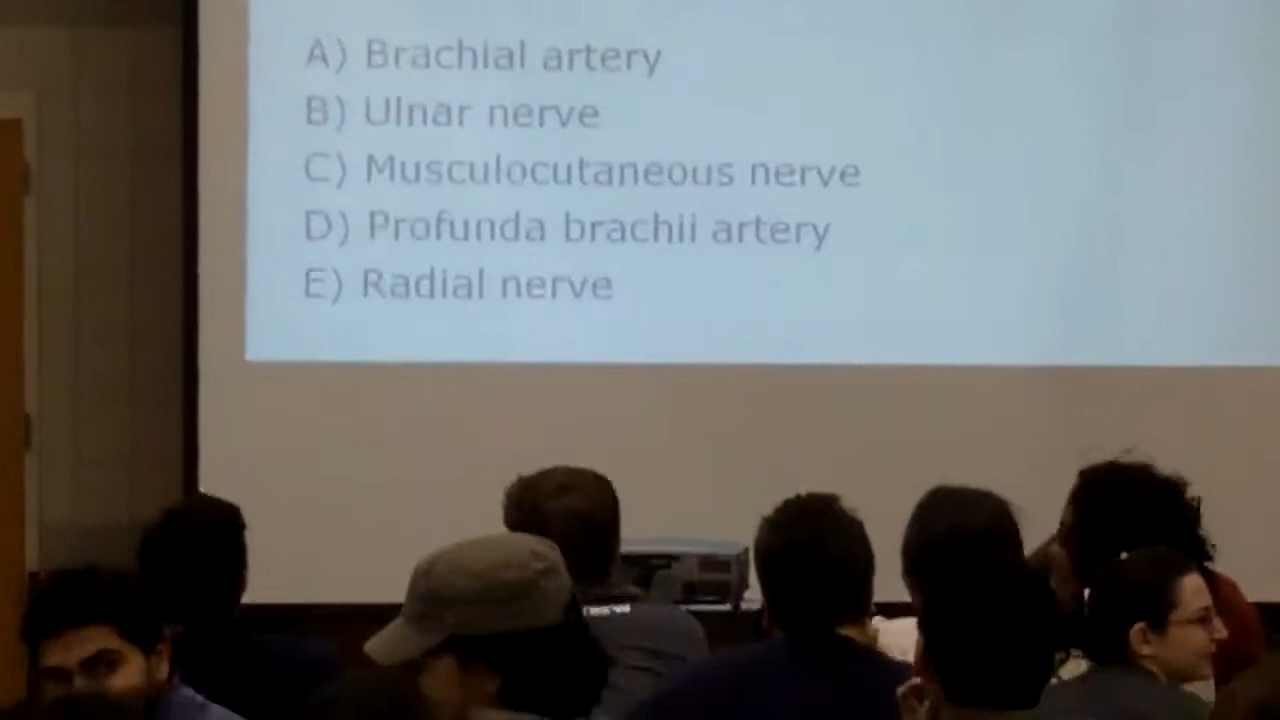 A) Brachial artery
B) Ulnar nerve
C) Musculocutaneous nerve
D) Profunda brachii artery
E) Radial nerve